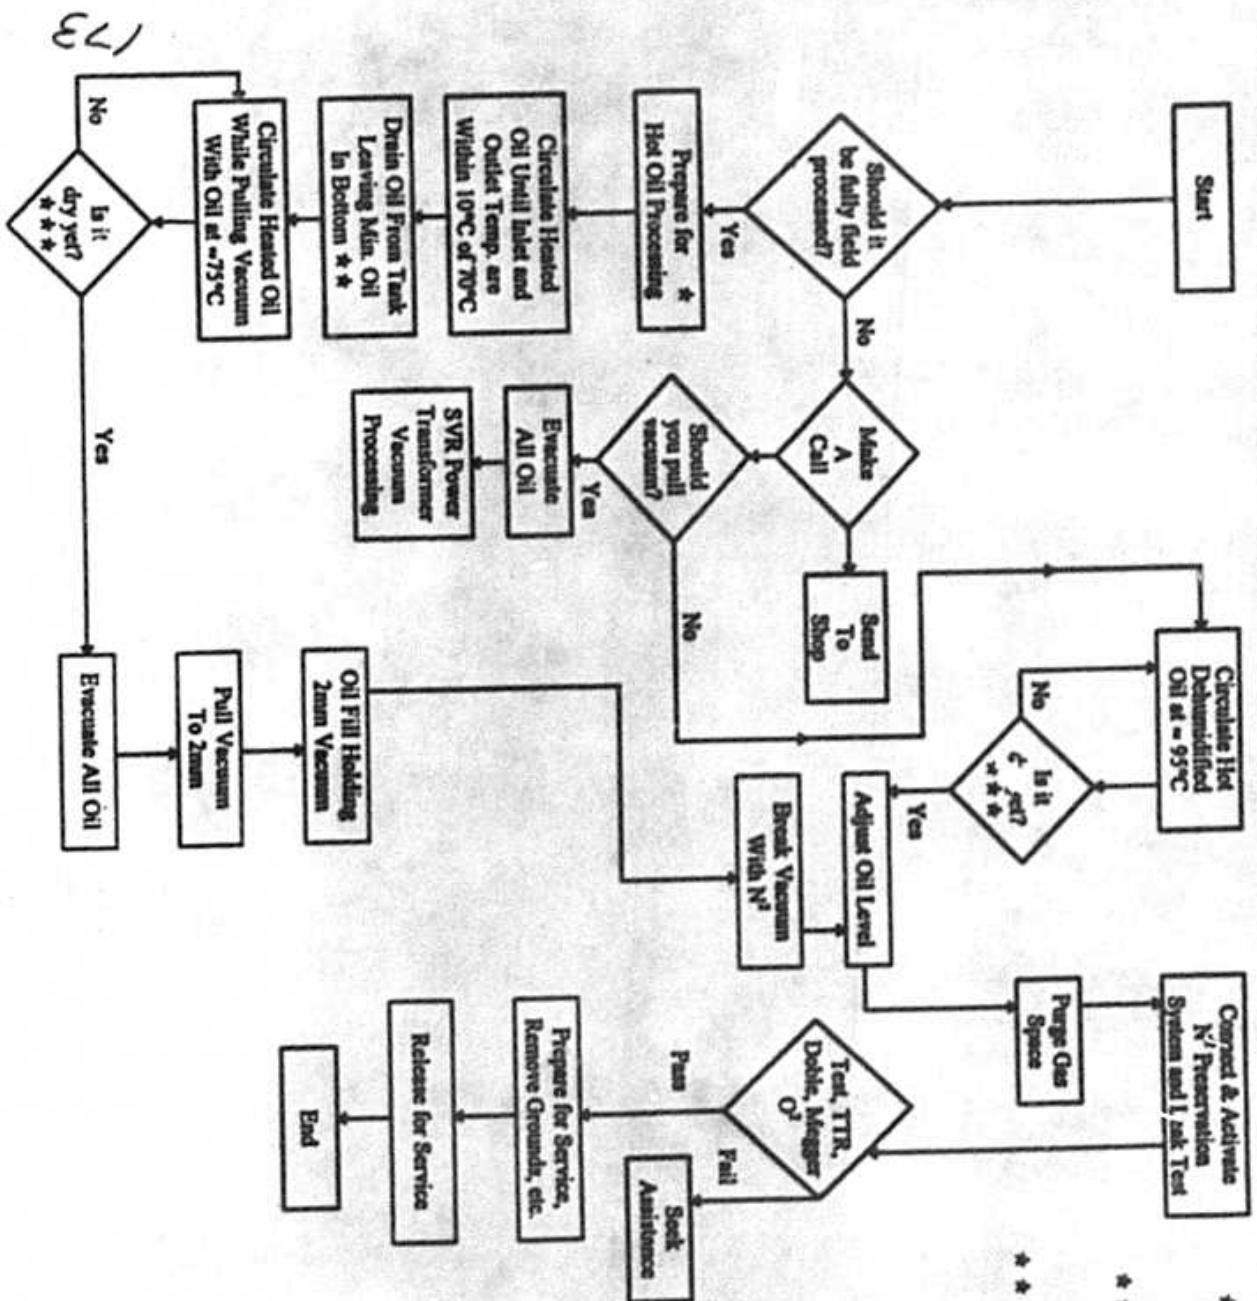 Start
Should it
be fully field
processed?
Yes
No
Prepare for *
Hot Oil Processing
Circulate Heated
Oil Until Inlet and
Outlet Temp. are
Within 10°C of 70°C
Drain Oil From Tank
Leaving Min. Oil
In Bottom **
Circulate Heated Oil
While Pulling Vacuum
With Oil at ≈75°C
Is it
dry yet?
***
No
Yes
Make
A
Call
Send
To
Shop
Should
you pull
vacuum?
Yes
No
Evacuate
All Oil
SVR Power
Transformer
Vacuum
Processing
Circulate Hot
Dehumidified
Oil at ≈ 95°C
Is it
yet?
***
No
Yes
Evacuate All Oil
Pull Vacuum
To 2mm
Oil Fill Holding
2mm Vacuum
Break Vacuum
With N²
Adjust Oil Level
Purge Gas
Space
Connect & Activate
N² Preservation
System and Leak Test
Test, TTR,
Doble, Megger
O²
Pass
Fail
Seek
Assistance
Prepare for Service,
Remove Grounds, etc.
Release for Service
End
*
*
**